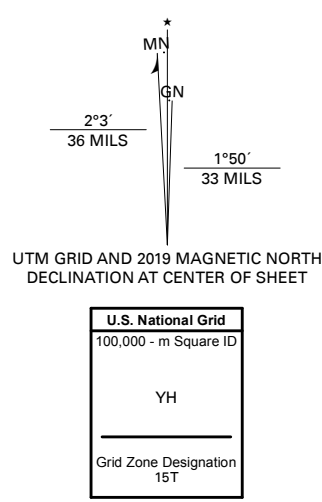 ★
MN
GN
2°3´
36 MILS
1°50´
33 MILS
UTM GRID AND 2019 MAGNETIC NORTH
DECLINATION AT CENTER OF SHEET
U.S. National Grid
100,000 - m Square ID
YH
Grid Zone Designation
15T